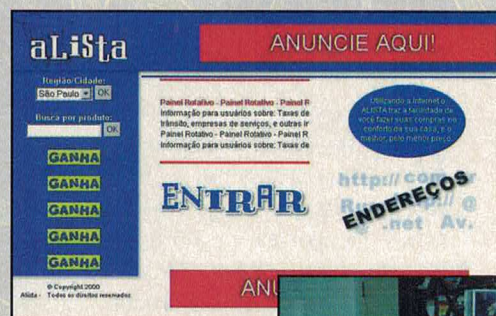 aLiSta
ANUNCIE AQUI!
Região/Cidade:
São Paulo OK
Busca por produto:
OK
GANHA
GANHA
GANHA
GANHA
GANHA
© Copyright 2000
Alista - Todos os direitos reservados
Painel Rotativo - Painel Rotativo - Painel R
Informação para usuários sobre: Taxas de
trânsito, empresas de serviços, e outras ir
Painel Rotativo - Painel Rotativo - Painel R
Informação para usuários sobre: Taxas de
ENTRAR
Utilizando a Internet o
ALISTA traz a facilidade de
você fazer suas compras no
conforto de sua casa, e o
melhor, pelo menor preço.
http:// com
ENDEREÇOS
@
.net Av.
ANU